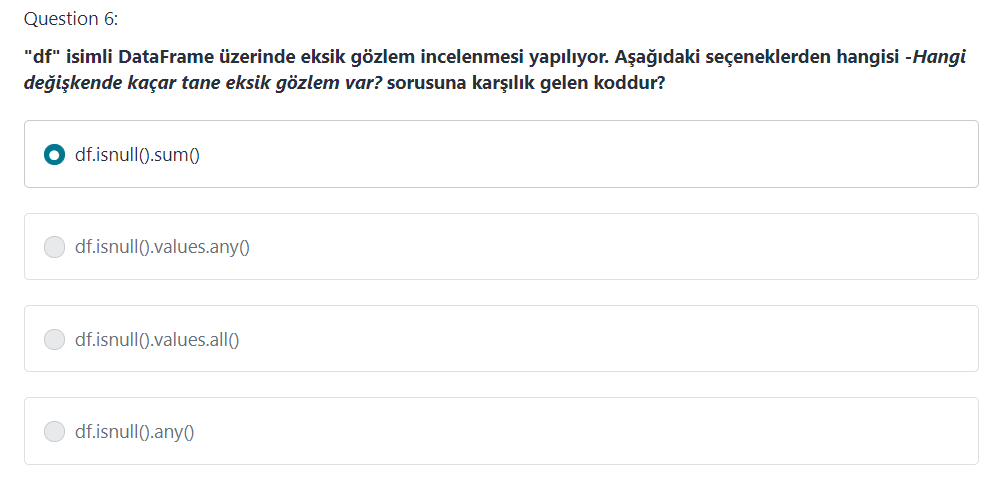 Question 6:
"df" isimli DataFrame üzerinde eksik gözlem incelenmesi yapılıyor. Aşağıdaki seçeneklerden hangisi -Hangi
değişkende kaçar tane eksik gözlem var? sorusuna karşılık gelen koddur?
df.isnull().sum()
df.isnull().values.any()
df.isnull().values.all()
df.isnull().any()